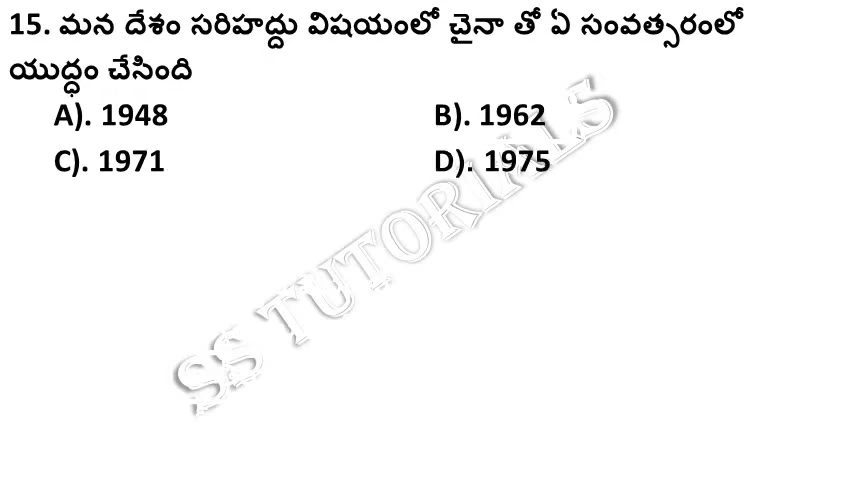 15. మన దేశం సరిహద్దు విషయంలో చైనా తో ఏ సంవత్సరంలో
యుద్ధం చేసింది
A). 1948 B). 1962
C). 1971 D). 1975
SS TUTORIALS